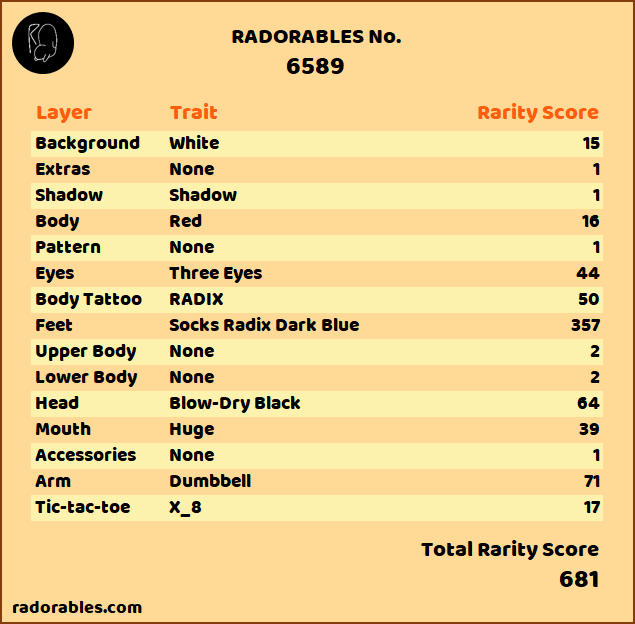 RADORABLES No.
6589
Layer Trait Rarity Score
Background White 15
Extras None 1
Shadow Shadow 1
Body Red 16
Pattern None 1
Eyes Three Eyes 44
Body Tattoo RADIX 50
Feet Socks Radix Dark Blue 357
Upper Body None 2
Lower Body None 2
Head Blow-Dry Black 64
Mouth Huge 39
Accessories None 1
Arm Dumbbell 71
Tic-tac-toe X_8 17
Total Rarity Score
681
radorables.com